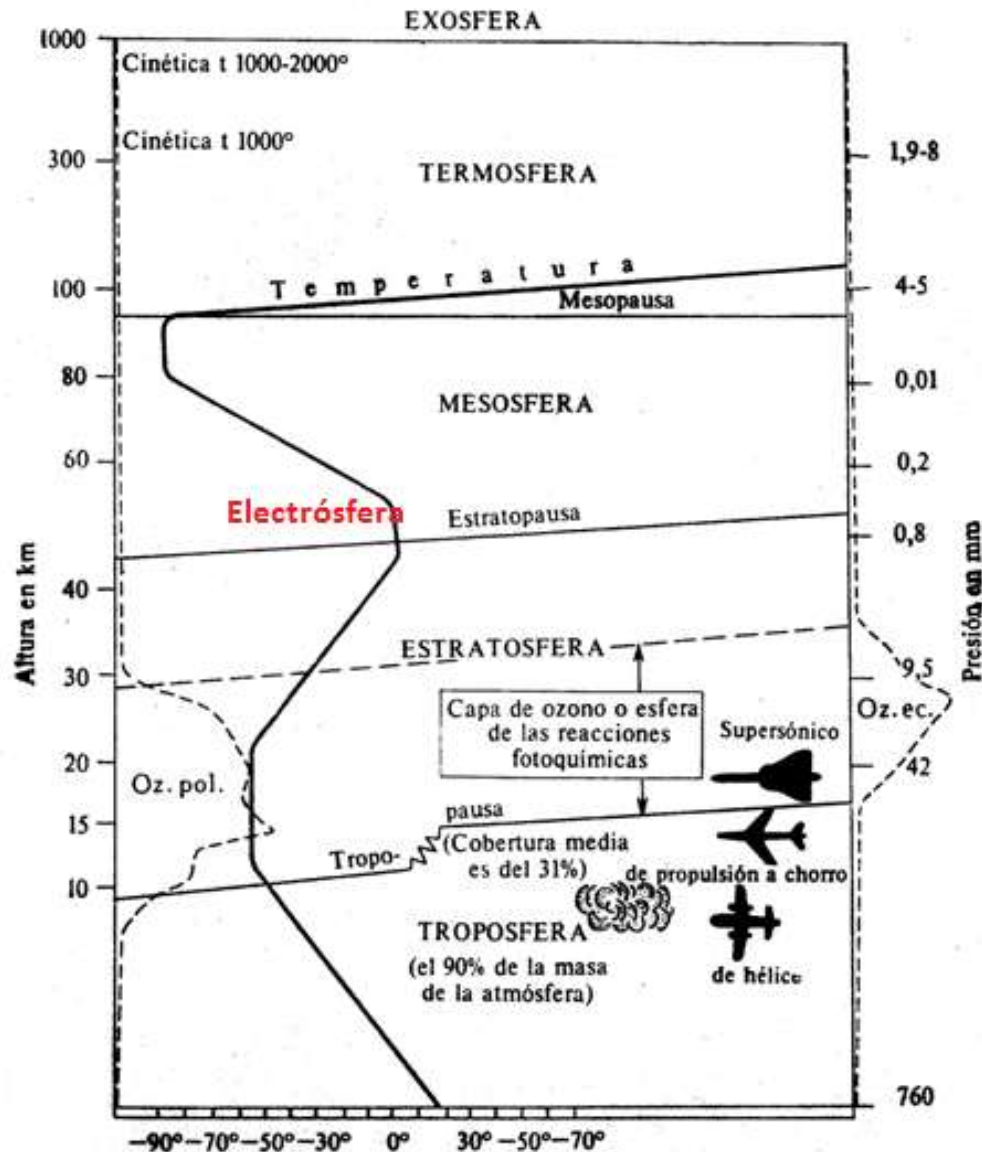 EXOSFERA
1000
Cinética t 1000-2000°
Cinética t 1000°
300
1,9-8
TERMOSFERA
Temperatura
100
4-5
Mesopausa
80
0,01
MESOSFERA
60
0,2
Electrósfera
Estratopausa
0,8
Altura en km
Presión en mm
40
ESTRATOSFERA
30
9,5
Capa de ozono o esfera
de las reacciones
fotoquímicas
Oz. ec.
Supersónico
20
42
Oz. pol.
15
pausa
Tropo-
(Cobertura media
es del 31%)
de propulsión a chorro
10
TROPOSFERA
(el 90% de la masa
de la atmósfera)
de hélice
760
−90°−70°−50°−30° 0° 30° −50°−70°